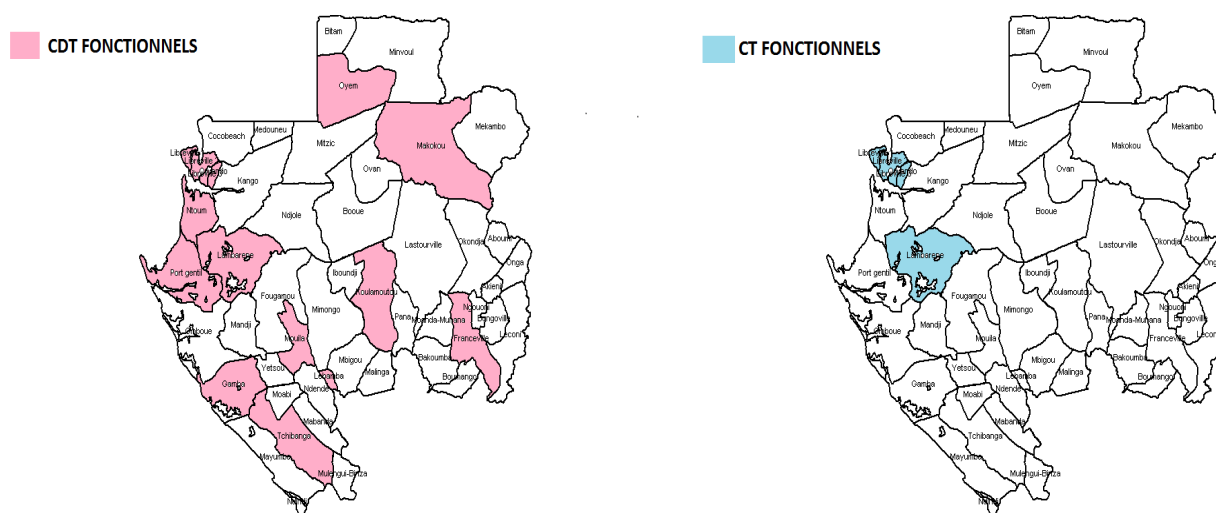 CDT FONCTIONNELS
Bitam
Minvoul
Oyem
Mekambo
Makokou
Cocobeach
Medouneu
Mitzic
Libreville
Kango
Ovan
Ntoum
Ndjole
Booue
Lastourville
Okondja
Aboumi
Onga
Lambarene
Port gentil
Iboundji
Koulamoutou
Akieni
Fougamou
Mimongo
Ngouoni
Pana
Bongoville
Mandji
Mouila
Franceville
Leconi
Mbigou
Bakoumba
Yetsou
Lebamba
Malinga
Boumango
Gamba
Moabi
Ndende
Mabanda
Tchibanga
Mayumba
Mulengui-Binza
CT FONCTIONNELS
Bitam
Minvoul
Oyem
Mekambo
Makokou
Cocobeach
Medouneu
Mitzic
Libreville
Kango
Ovan
Ntoum
Ndjole
Booue
Lastourville
Okondja
Aboumi
Onga
Lambarene
Port gentil
Iboundji
Koulamoutou
Akieni
Fougamou
Mimongo
Ngouoni
Pana
Bongoville
Mandji
Mouila
Franceville
Leconi
Mbigou
Bakoumba
Yetsou
Lebamba
Malinga
Boumango
Gamba
Moabi
Ndende
Mabanda
Tchibanga
Mayumba
Mulengui-Binza